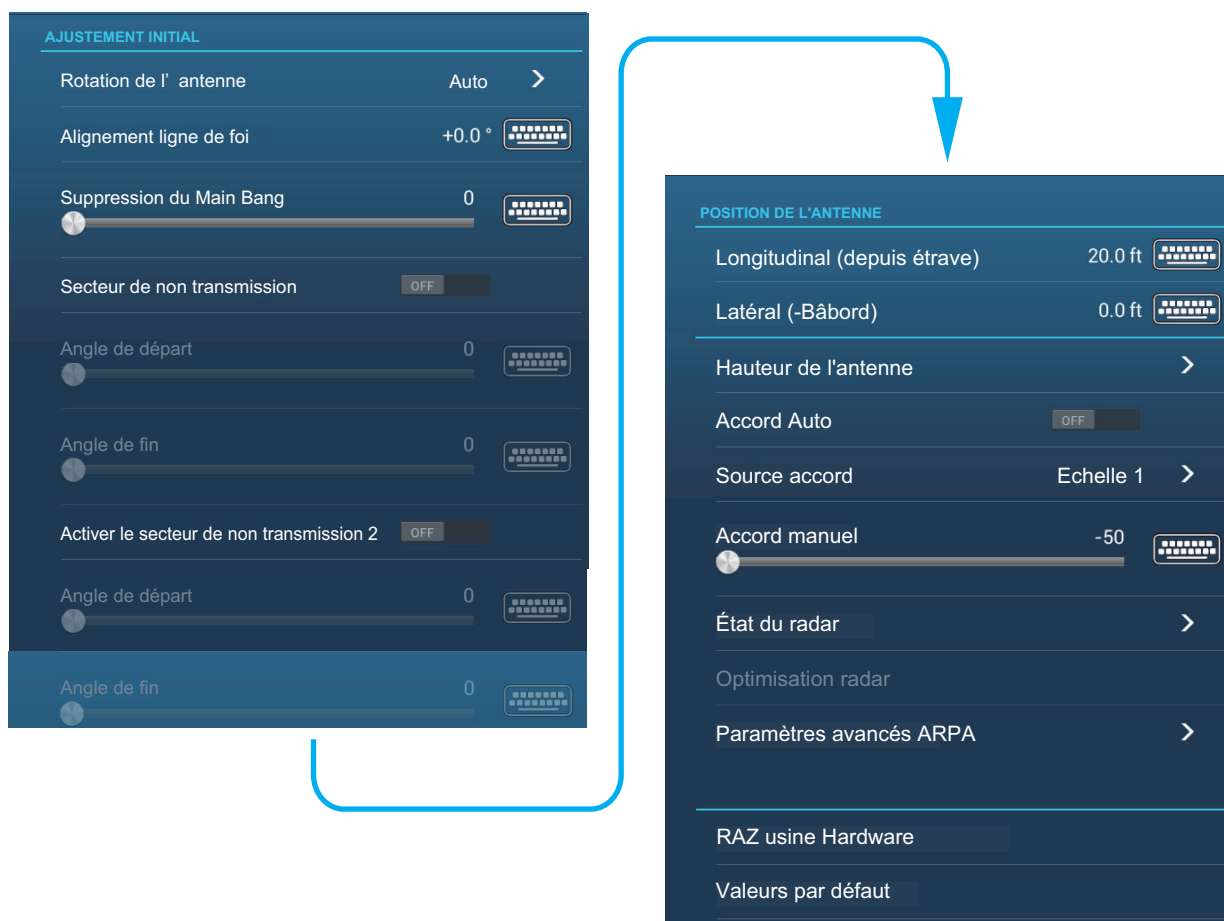 AJUSTEMENT INITIAL
Rotation de l’ antenne Auto
Alignement ligne de foi +0.0 °
Suppression du Main Bang 0
Secteur de non transmission OFF
Angle de départ 0
Angle de fin 0
Activer le secteur de non transmission 2 OFF
Angle de départ 0
Angle de fin 0
POSITION DE L'ANTENNE
Longitudinal (depuis étrave) 20.0 ft
Latéral (-Bâbord) 0.0 ft
Hauteur de l'antenne
Accord Auto OFF
Source accord Echelle 1
Accord manuel -50
État du radar
Optimisation radar
Paramètres avancés ARPA
RAZ usine Hardware
Valeurs par défaut